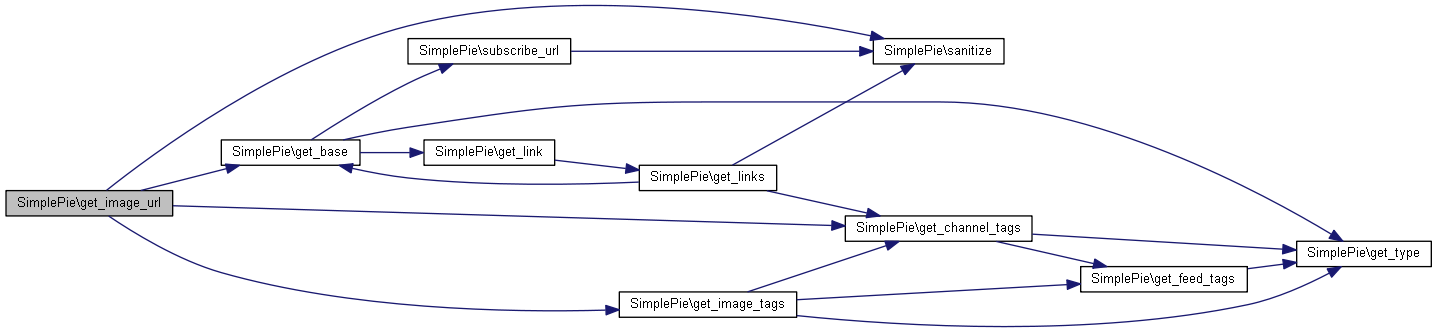 SimplePie\subscribe_url
SimplePie\sanitize
SimplePie\get_base
SimplePie\get_link
SimplePie\get_links
SimplePie\get_image_url
SimplePie\get_channel_tags
SimplePie\get_type
SimplePie\get_feed_tags
SimplePie\get_image_tags